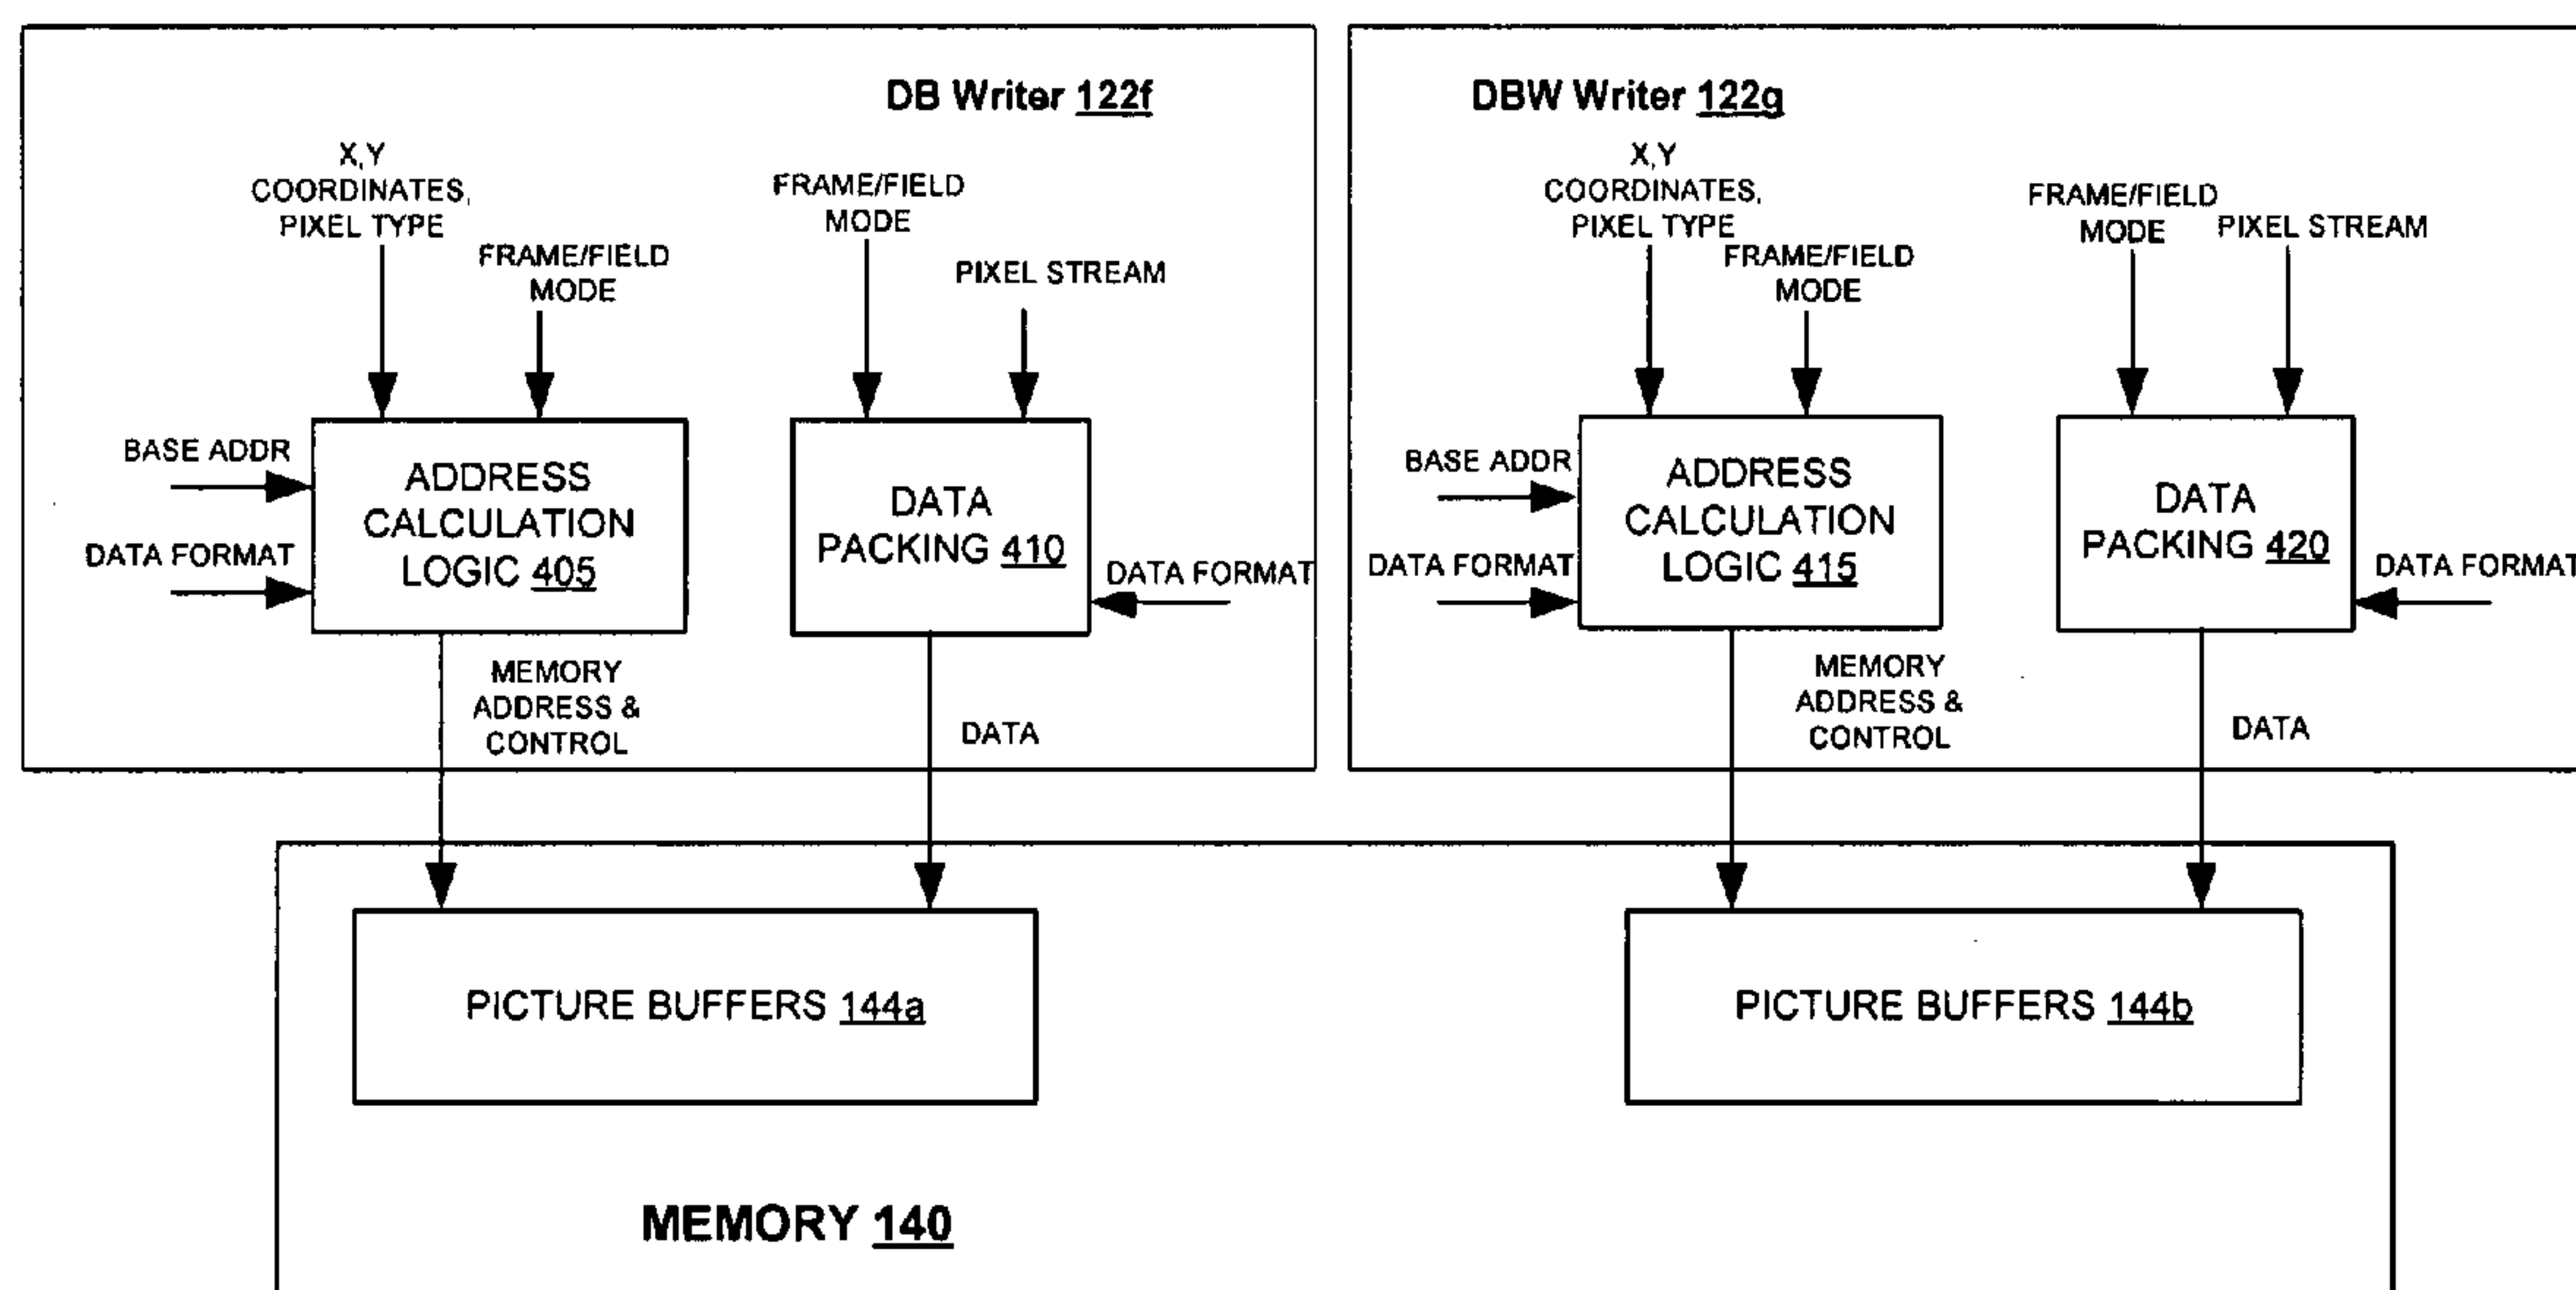 DB Writer 122f
X,Y
COORDINATES,
PIXEL TYPE
FRAME/FIELD
MODE
FRAME/FIELD
MODE
PIXEL STREAM
BASE ADDR
DATA FORMAT
ADDRESS
CALCULATION
LOGIC 405
DATA
PACKING 410
DATA FORMAT
MEMORY
ADDRESS &
CONTROL
DATA
DBW Writer 122g
X,Y
COORDINATES,
PIXEL TYPE
FRAME/FIELD
MODE
FRAME/FIELD
MODE
PIXEL STREAM
BASE ADDR
DATA FORMAT
ADDRESS
CALCULATION
LOGIC 415
DATA
PACKING 420
DATA FORMAT
MEMORY
ADDRESS &
CONTROL
DATA
PICTURE BUFFERS 144a
PICTURE BUFFERS 144b
MEMORY 140